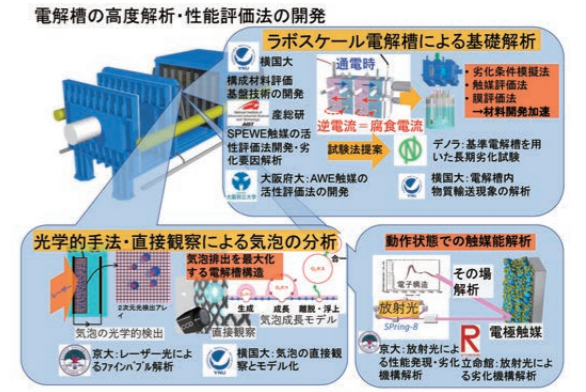 電解槽の高度解析・性能評価法の開発
ラボスケール電解槽による基礎解析
YNU
横国大
構成材料評価
基盤技術の開発
産総研
SPEWE触媒の活
性評価法開発・劣
化要因解析
大阪府大:AWE触媒の
活性評価法の開発
通電時
逆電流=腐食電流
試験法提案
・劣化条件模擬法
・触媒評価法
・膜評価法
→材料開発加速
デノラ:基準電解槽を用
いた長期劣化試験
YNU
横国大:電解槽内
物質輸送現象の解析
光学的手法・直接観察による気泡の分析
気泡排出を最大化
する電解槽構造
2次元光検出アレイ
気泡の光学的検出
直接観察
生成
成長
離脱・浮上
合一
気泡成長モデル
京大:レーザー光によ
るファインバブル解析
YNU
横国大:気泡の直接観
察とモデル化
動作状態での触媒能解析
電子構造
その場
解析
放射光
SPring-8
電極触媒
京大:放射光によ
る性能発現・劣化
機構解析
立命館:放射光によ
る劣化機構解析